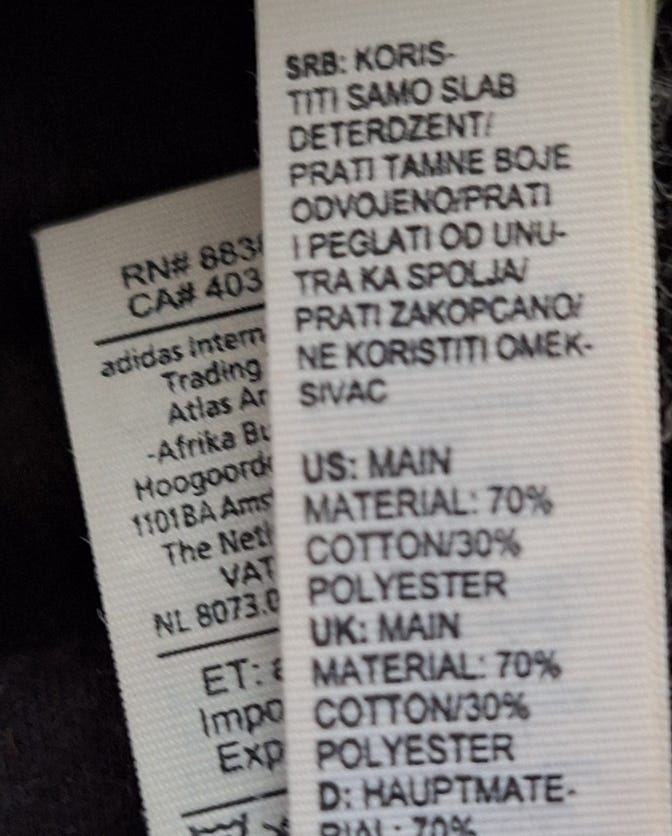 SRB: KORIS-
TITI SAMO SLAB
DETERDZENT/
PRATI TAMNE BOJE
ODVOJENO/PRATI
I PEGLATI OD UNU-
TRA KA SPOLJA/
PRATI ZAKOPCANO/
NE KORISTITI OMEK-
SIVAC
US: MAIN
MATERIAL: 70%
COTTON/30%
POLYESTER
UK: MAIN
MATERIAL: 70%
COTTON/30%
POLYESTER
D: HAUPTMATE-
RIAL: 70%
RN# 883
CA# 403
adidas Intern
Trading
Atlas Ar
-Afrika Bu
Hoogoord
1101BA Ams
The Net
VAT
NL 8073.0
ET:
Impo
Exp